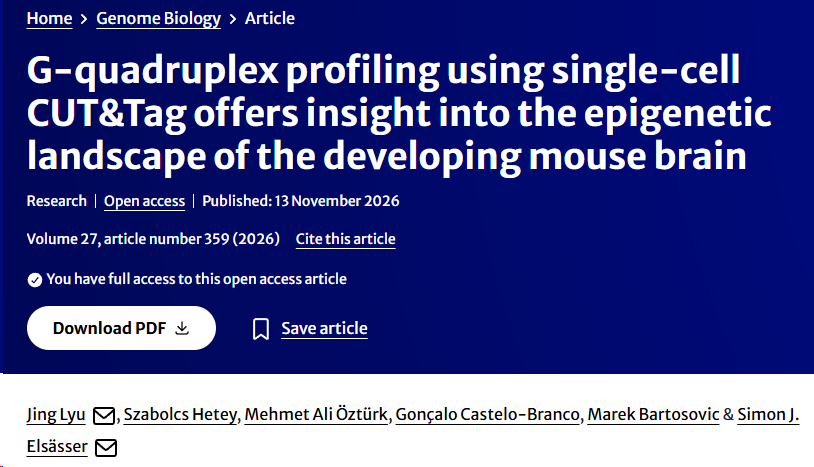 Home > Genome Biology > Article
G-quadruplex profiling using single-cell
CUT&Tag offers insight into the epigenetic
landscape of the developing mouse brain
Research | Open access | Published: 13 November 2026
Volume 27, article number 359 (2026) Cite this article
You have full access to this open access article
Download PDF Save article
Jing Lyu, Szabolcs Hetey, Mehmet Ali Öztürk, Gonçalo Castelo-Branco, Marek Bartosovic & Simon J.
Elsässer